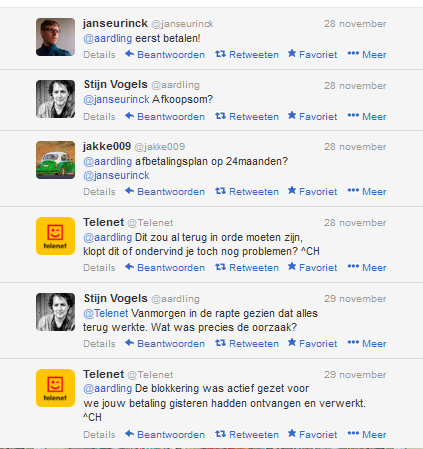 janseurinck @janseurinck 28 november
@aardling eerst betalen!
Details Beantwoorden Retweeten Favoriet Meer
Stijn Vogels @aardling 28 november
@janseurinck Afkoopsom?
Details Beantwoorden Retweeten Favoriet Meer
jakke009 @jakke009 28 november
@aardling afbetalingsplan op 24maanden?
@janseurinck
Details Beantwoorden Retweeten Favoriet Meer
Telenet @Telenet 28 november
@aardling Dit zou al terug in orde moeten zijn,
klopt dit of ondervind je toch nog problemen? ^CH
telenet
Details Beantwoorden Retweeten Favoriet Meer
Stijn Vogels @aardling 29 november
@Telenet Vanmorgen in de rapte gezien dat alles
terug werkte. Wat was precies de oorzaak?
Details Beantwoorden Retweeten Favoriet Meer
Telenet @Telenet 29 november
@aardling De blokkering was actief gezet voor
we jouw betaling gisteren hadden ontvangen en verwerkt.
telenet
^CH
Details Beantwoorden Retweeten Favoriet Meer